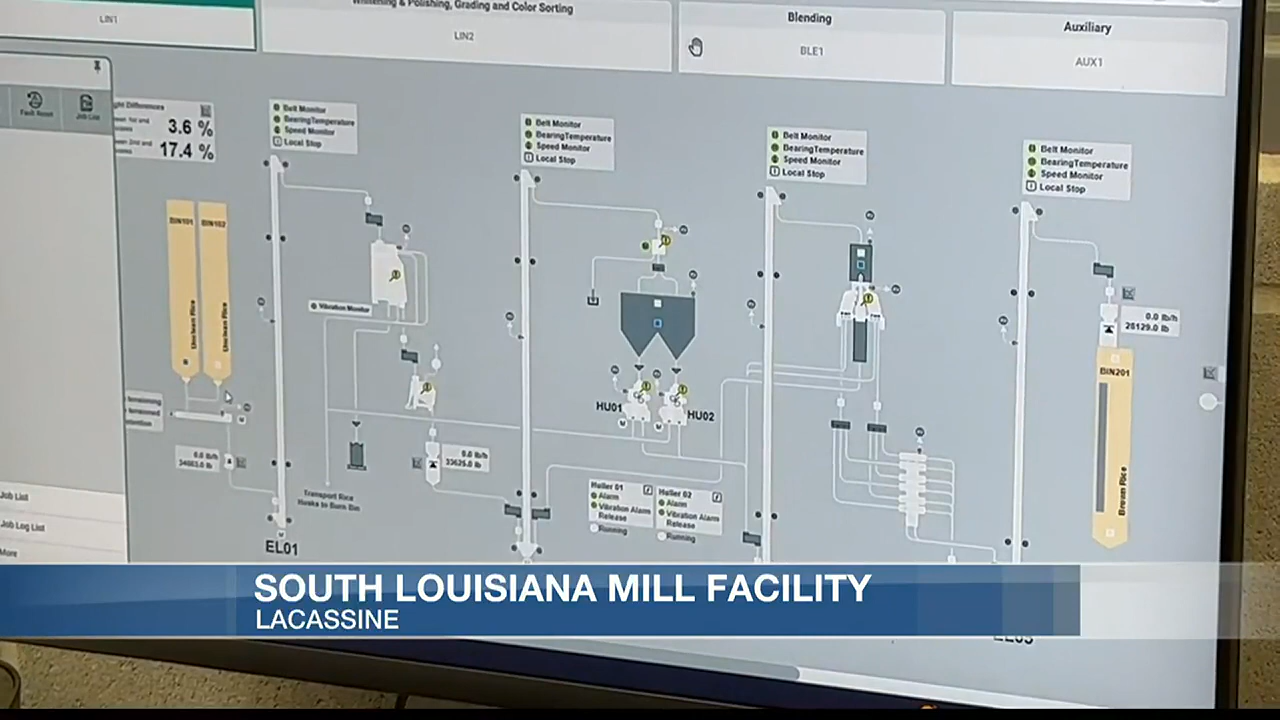 Whitening & Polishing, Grading and Color Sorting
Blending
Auxiliary
LIN1
LIN2
BLE1
AUX1
Fault Reset
Job List
Differences
3.6 %
17.4 %
Belt Monitor
BearingTemperature
Speed Monitor
Local Stop
Belt Monitor
BearingTemperature
Speed Monitor
Local Stop
Belt Monitor
BearingTemperature
Speed Monitor
Local Stop
Belt Monitor
BearingTemperature
Speed Monitor
Local Stop
BIN101
BIN102
Unclean Rice
Unclean Rice
Vibration Monitor
0.0 lb/h
0.0 lb/h
33625.0 lb
HU01
HU02
0.0 lb/h
28129.0 lb
BIN201
Brown Rice
Transport Rice
Husks to Burn Bin
Huller 01
Alarm
Vibration Alarm
Release
Running
Huller 02
Alarm
Vibration Alarm
Release
Running
Job List
Job Log List
More
EL01
SOUTH LOUISIANA MILL FACILITY
LACASSINE